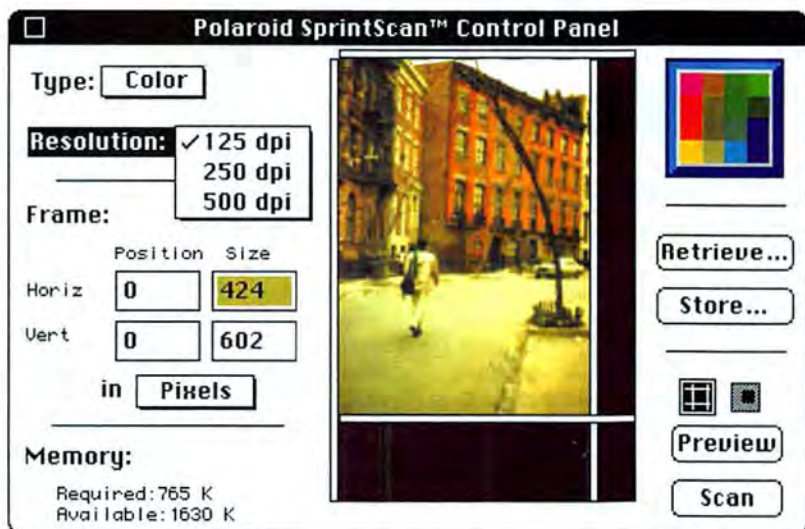 Polaroid SprintScan™ Control Panel
Type: Color
Resolution: ✓125 dpi
250 dpi
500 dpi
Frame:
Position Size
Horiz 0 424
Vert 0 602
in Pixels
Memory:
Required:765 K
Available:1630 K
Retrieve...
Store...
Preview
Scan